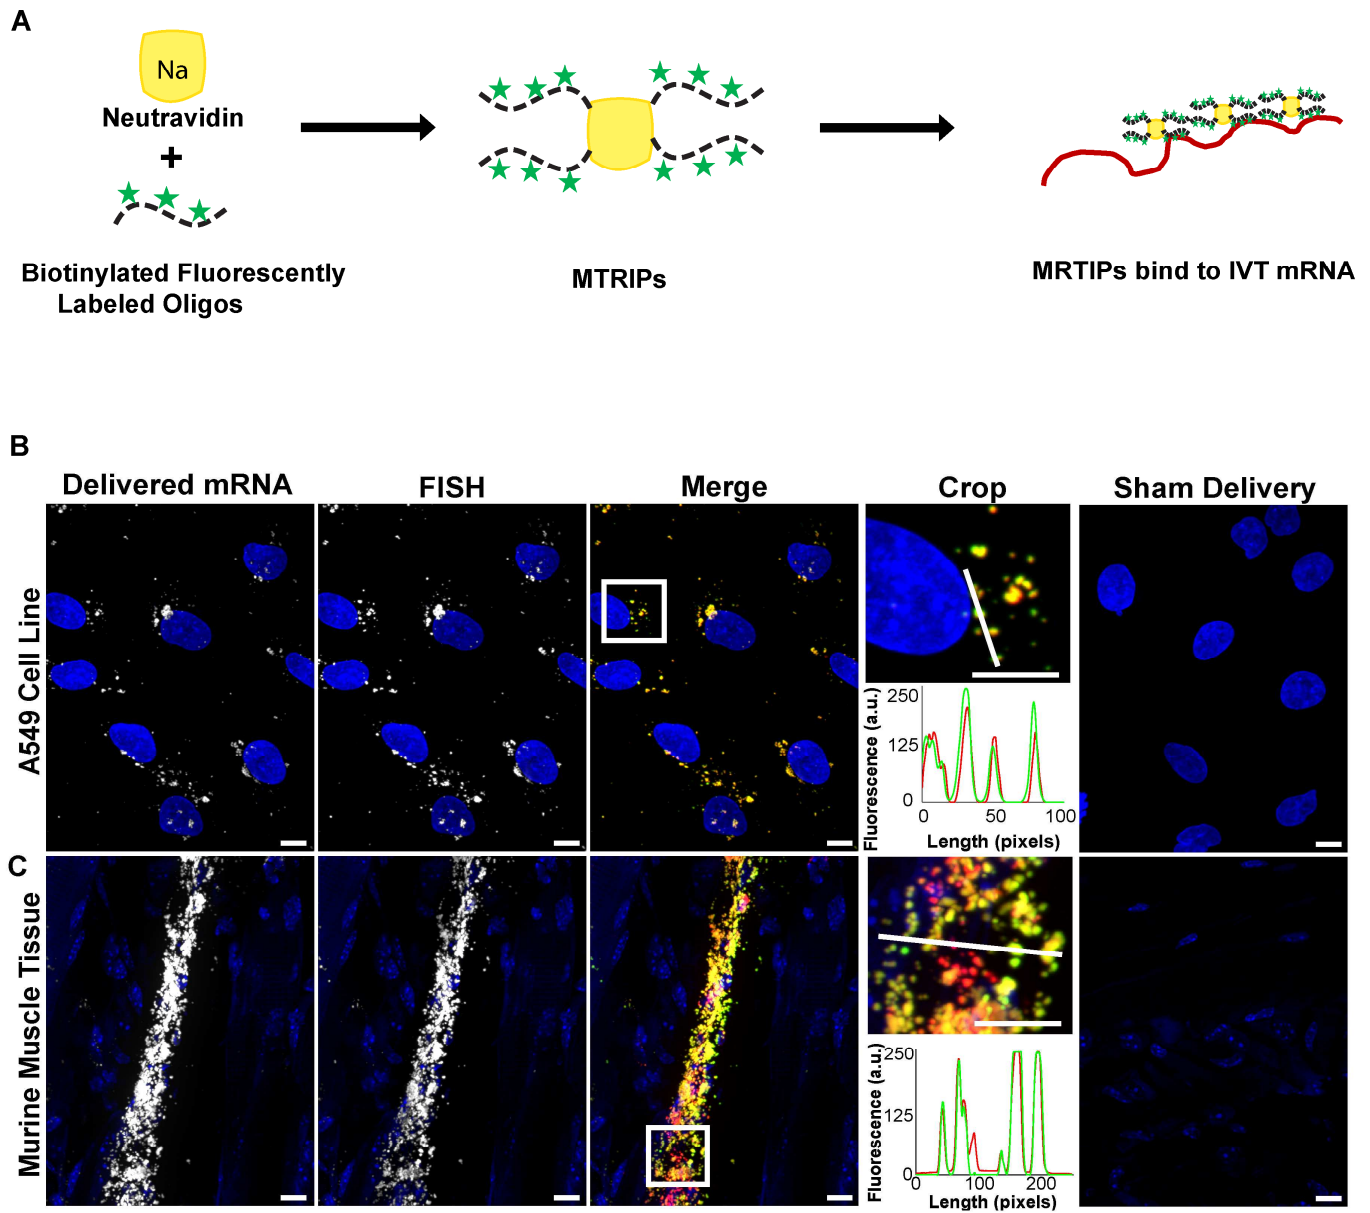 A
Na
Neutravidin
+
Biotinylated Fluorescently
Labeled Oligos
MTRIPs
MRTIPs bind to IVT mRNA
B
Delivered mRNA
FISH
Merge
Crop
Sham Delivery
A549 Cell Line
Fluorescence (a.u.)
250
125
0
0
50
100
Length (pixels)
C
Murine Muscle Tissue
Fluorescence (a.u.)
250
125
0
0
100
200
Length (pixels)